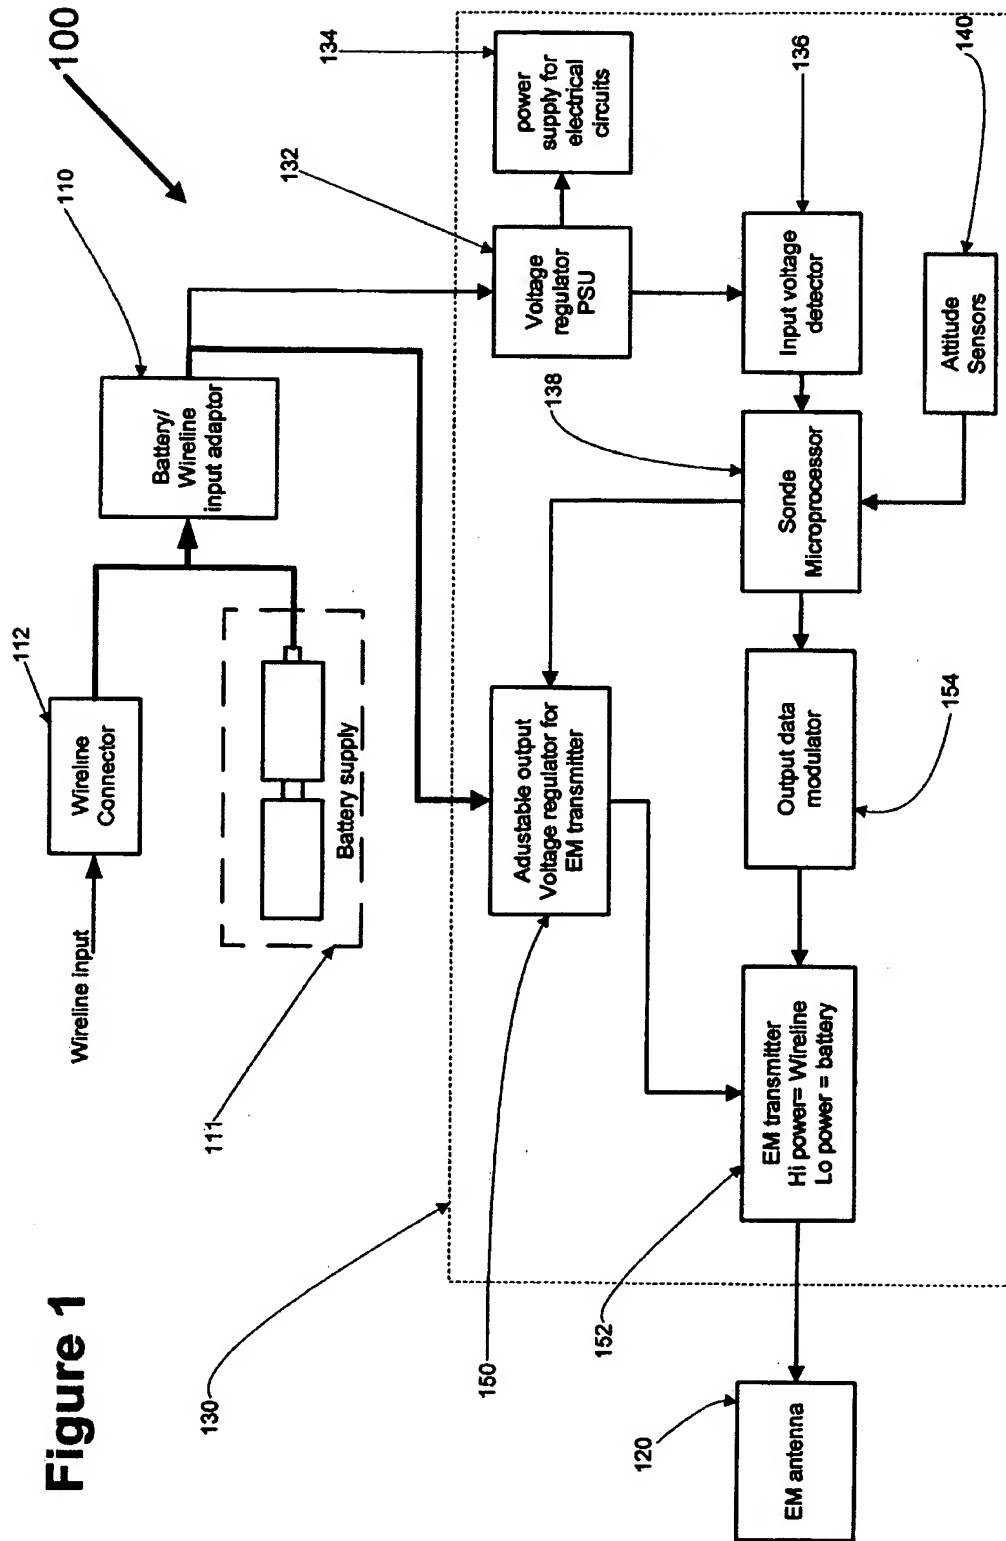 Figure 1
100
Wireline input
Wireline
Connector
112
Battery supply
111
Battery/
Wireline
input adaptor
110
130
Adustable output
Voltage regulator for
EM transmitter
150
Voltage
regulator
PSU
132
power
supply for
electrical
circuits
134
EM antenna
120
EM transmitter
Hi power= Wireline
Lo power = battery
152
Output data
modulator
154
Sonde
Microprocessor
138
Input voltage
detector
136
Attitude
Sensors
140